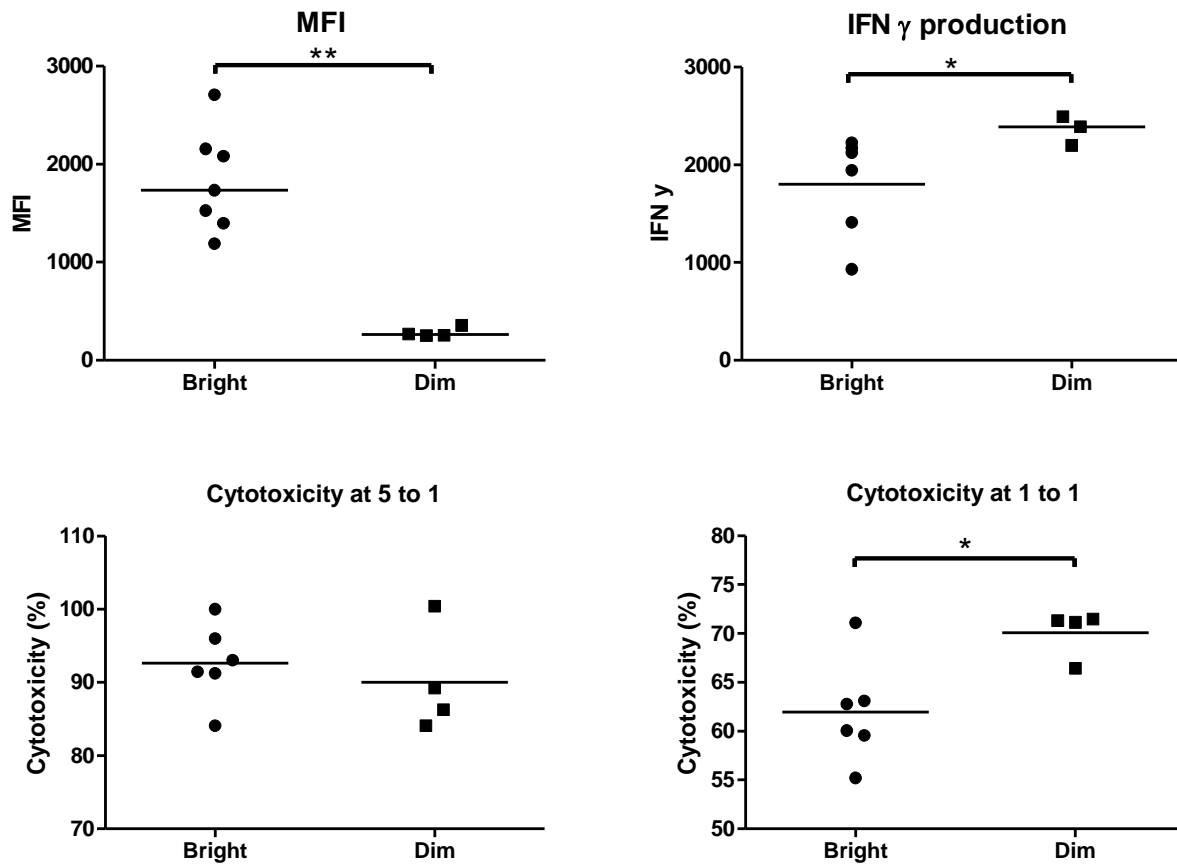 MFI
**
3000
2000
1000
0
MFI
Bright Dim
IFN γ production
*
3000
2000
1000
0
IFN y
Bright Dim
Cytotoxicity at 5 to 1
110
100
90
80
70
Cytotoxicity (%)
Bright Dim
Cytotoxicity at 1 to 1
*
80
75
70
65
60
55
50
Cytotoxicity (%)
Bright Dim